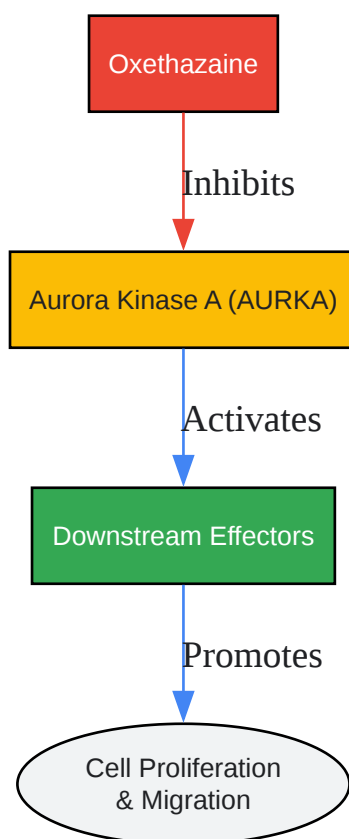 Oxethazaine
Inhibits
Aurora Kinase A (AURKA)
Activates
Downstream Effectors
Promotes
Cell Proliferation
& Migration